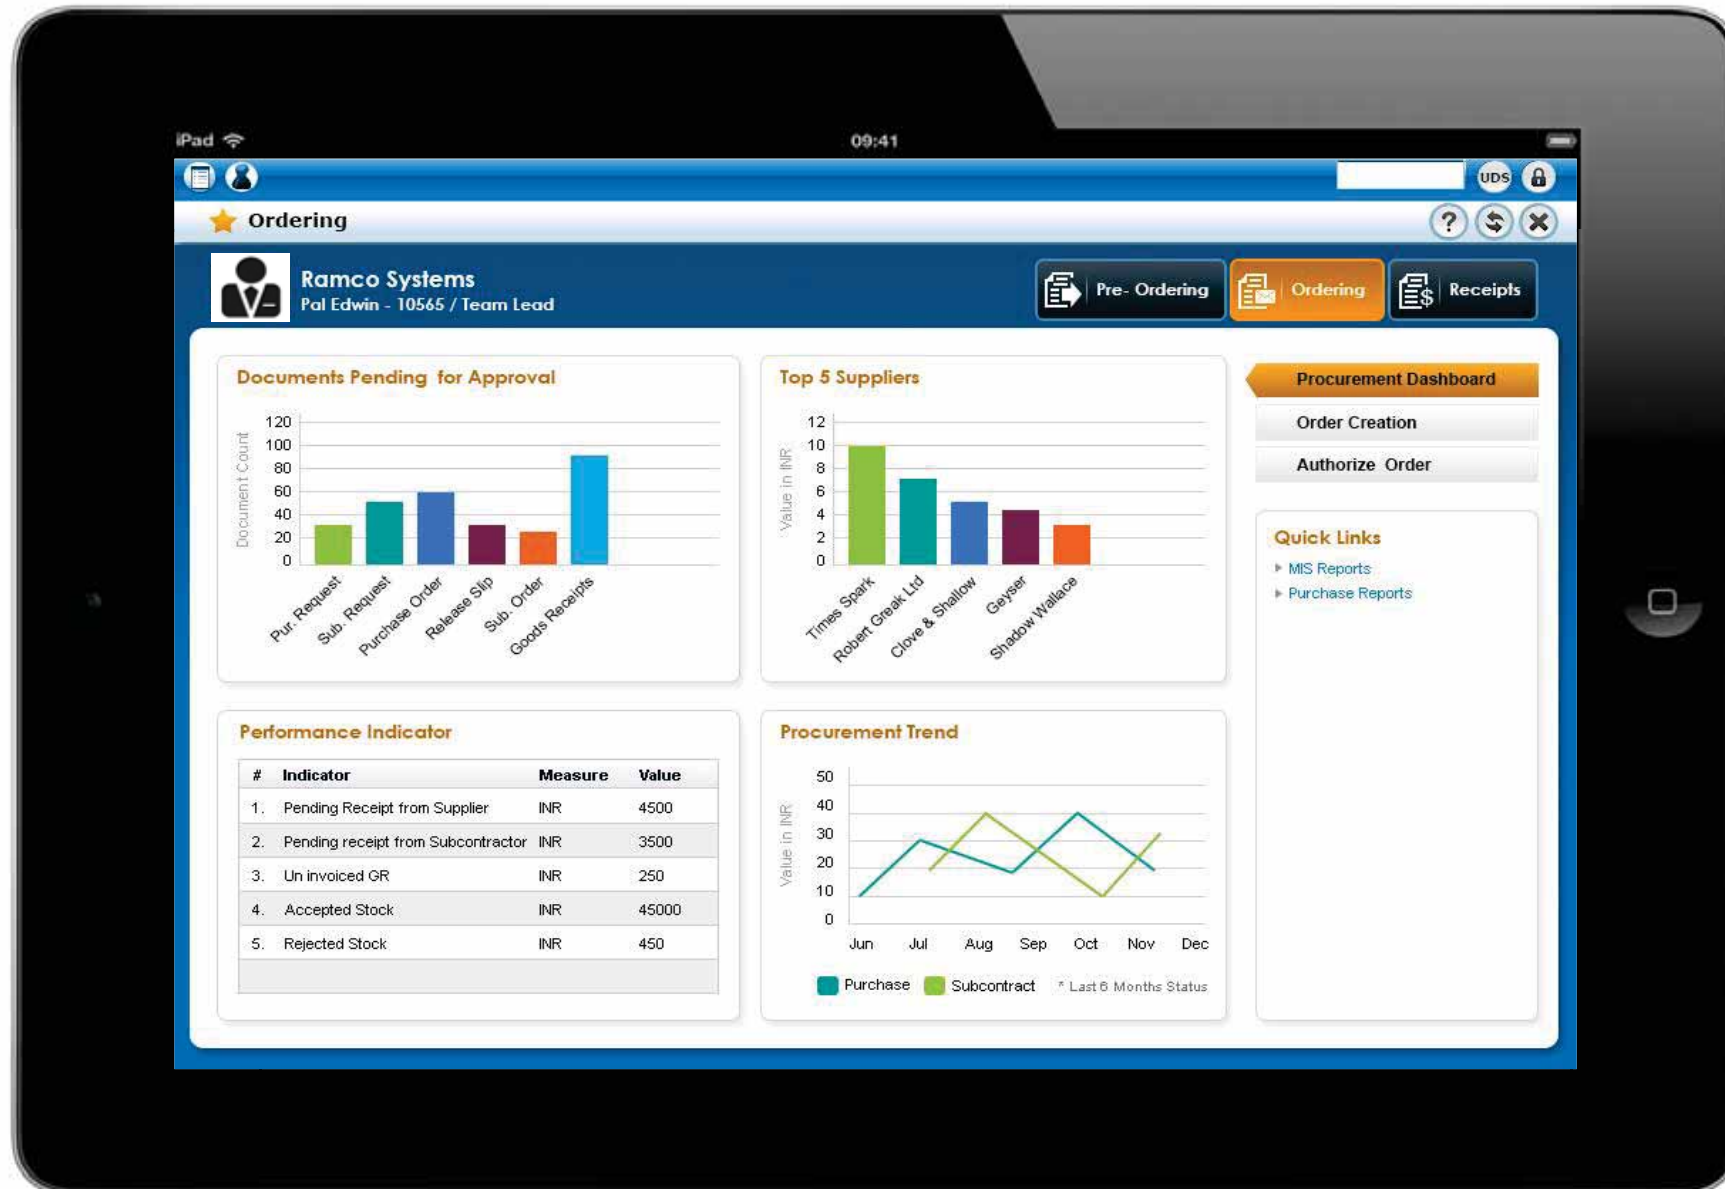 iPad
09:41
UDS
Ordering
?
Ramco Systems
Pal Edwin - 10565 / Team Lead
Pre- Ordering
Ordering
Receipts
Documents Pending for Approval
Document Count
120
100
80
60
40
20
0
Pur. Request
Sub. Request
Purchase Order
Release Slip
Sub. Order
Goods Receipts
Top 5 Suppliers
Value in INR
12
10
8
6
4
2
0
Times Spark
Robert Greak Ltd
Clove & Shallow
Geyser
Shadow Wallace
Procurement Dashboard
Order Creation
Authorize Order
Quick Links
MIS Reports
Purchase Reports
Performance Indicator
# Indicator Measure Value
1. Pending Receipt from Supplier INR 4500
2. Pending receipt from Subcontractor INR 3500
3. Un invoiced GR INR 250
4. Accepted Stock INR 45000
5. Rejected Stock INR 450
Procurement Trend
Value in INR
50
40
30
20
10
0
Jun Jul Aug Sep Oct Nov Dec
Purchase Subcontract * Last 6 Months Status